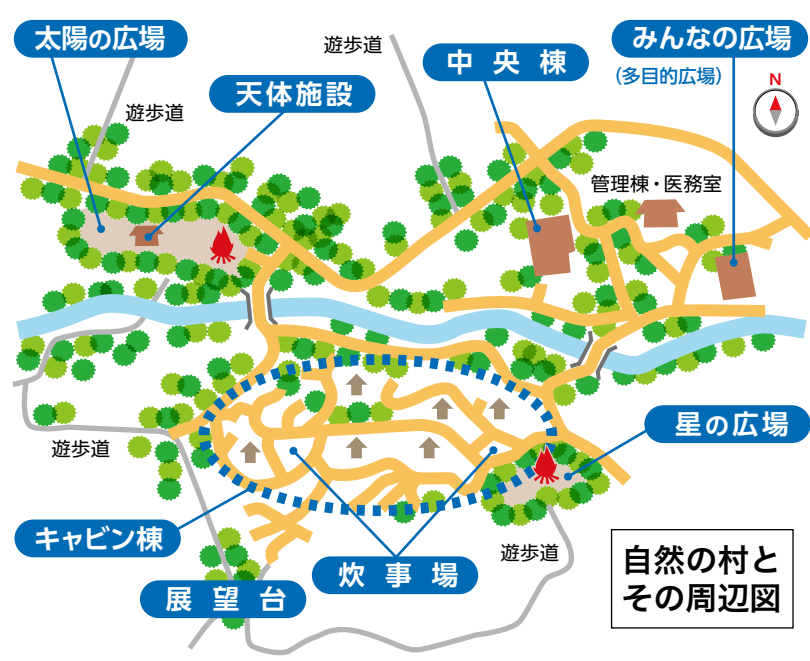 太陽の広場
遊歩道
中央棟
みんなの広場
(多目的広場)
N
天体施設
遊歩道
管理棟・医務室
星の広場
遊歩道
キャビン棟
展望台
炊事場
遊歩道
自然の村と
その周辺図